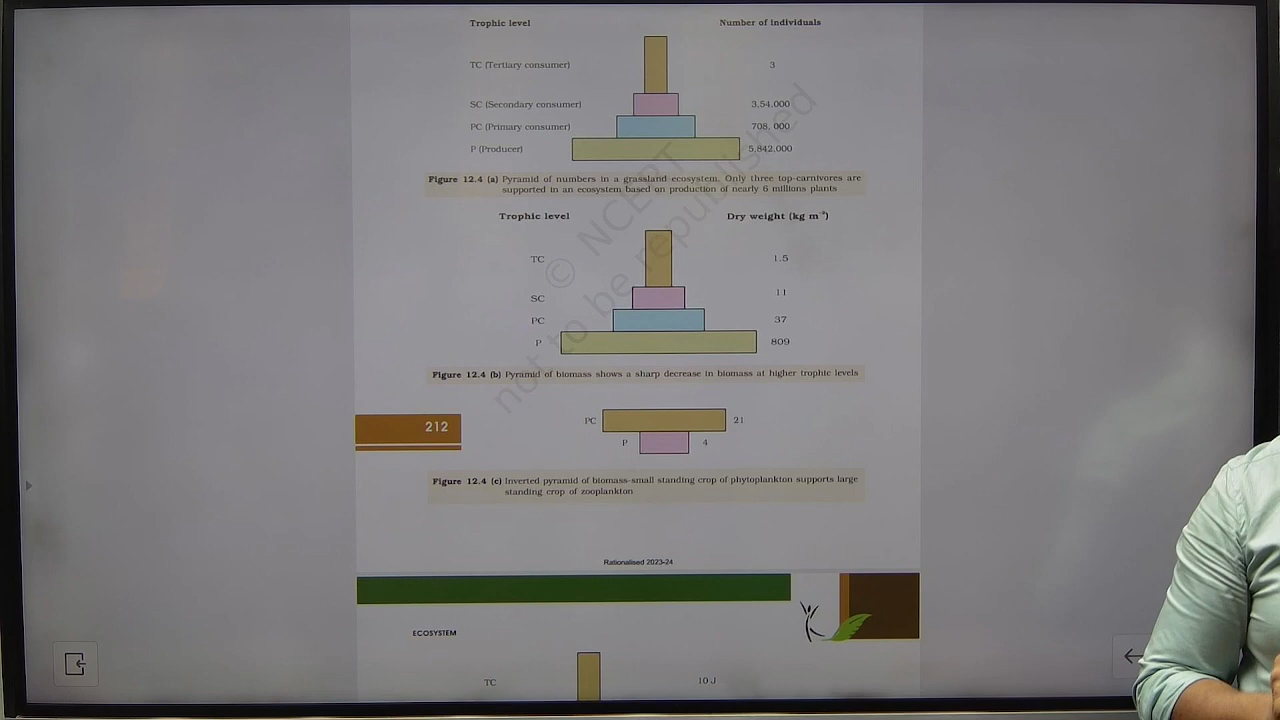 Trophic level Number of individuals
TC (Tertiary consumer) 3
SC (Secondary consumer) 3,54,000
PC (Primary consumer) 708, 000
P (Producer) 5,842,000
Figure 12.4 (a) Pyramid of numbers in a grassland ecosystem. Only three top-carnivores are
supported in an ecosystem based on production of nearly 6 millions plants
Trophic level Dry weight (kg m⁻²)
TC 1.5
SC 11
PC 37
P 809
Figure 12.4 (b) Pyramid of biomass shows a sharp decrease in biomass at higher trophic levels
212
PC 21
P 4
Figure 12.4 (c) Inverted pyramid of biomass-small standing crop of phytoplankton supports large
standing crop of zooplankton
© NCERT
not to be republished
Rationalised 2023-24
ECOSYSTEM
TC 10 J